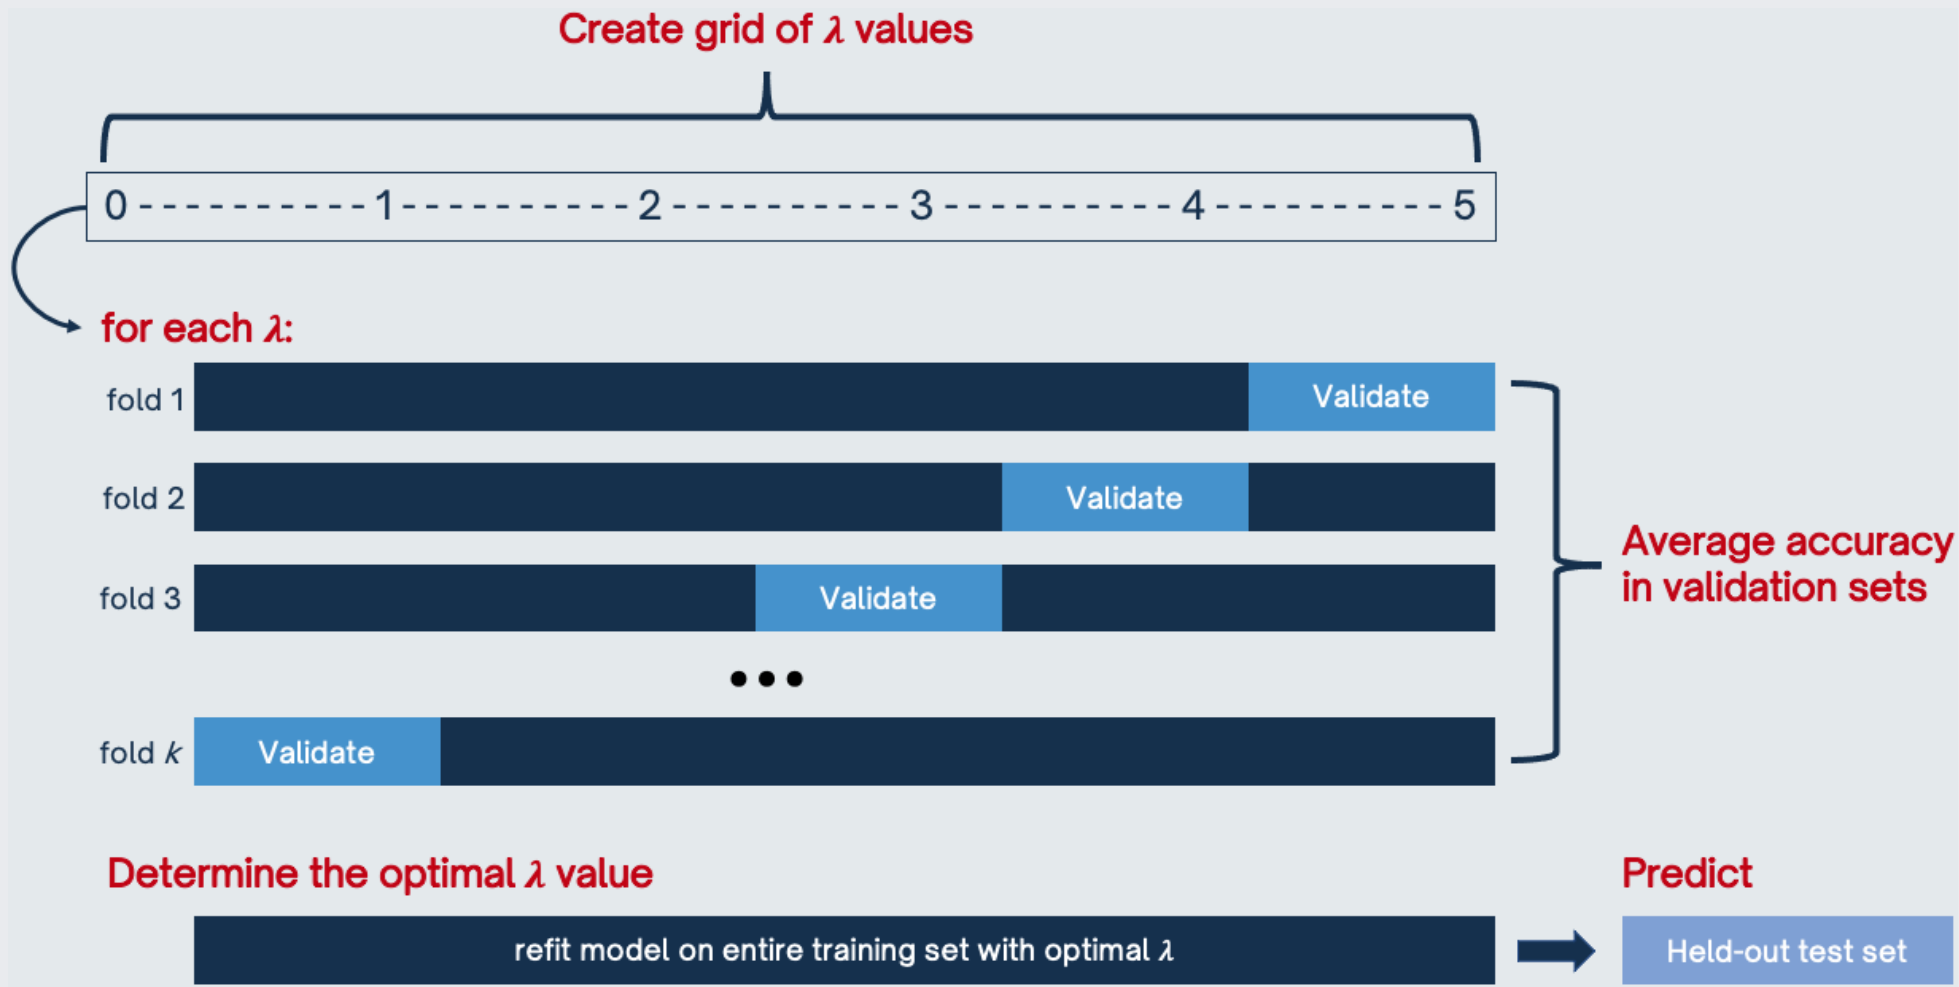 Create grid of λ values
0 - - - - - - - - - - 1 - - - - - - - - - - 2 - - - - - - - - - - 3 - - - - - - - - - - 4 - - - - - - - - - - 5
for each λ:
fold 1
Validate
fold 2
Validate
fold 3
Validate
•••
fold k
Validate
Average accuracy
in validation sets
Determine the optimal λ value
Predict
refit model on entire training set with optimal λ
Held-out test set